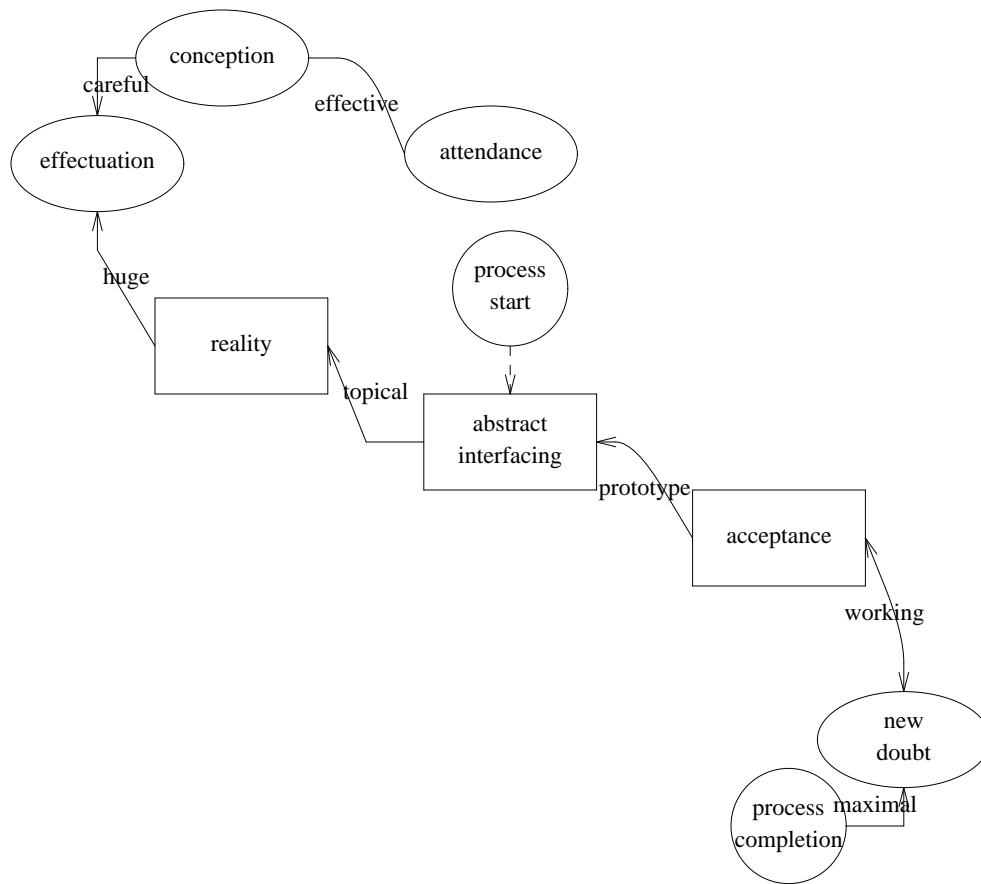 conception
careful
effective
effectuation
attendance
process
start
huge
reality
topical
abstract
interfacing
prototype
acceptance
working
new
doubt
maximal
process
completion